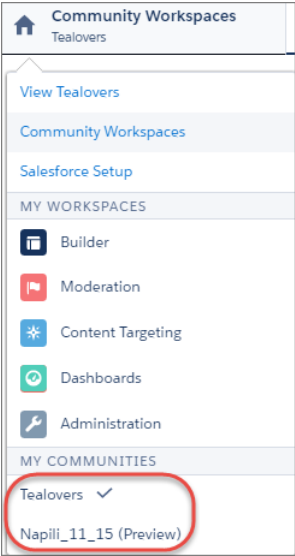 Community Workspaces
Tealovers
View Tealovers
Community Workspaces
Salesforce Setup
MY WORKSPACES
Builder
Moderation
Content Targeting
Dashboards
Administration
MY COMMUNITIES
Tealovers
Napili_11_15 (Preview)